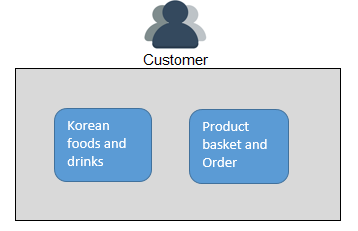 Customer
Korean
foods and
drinks
Product
basket and
Order